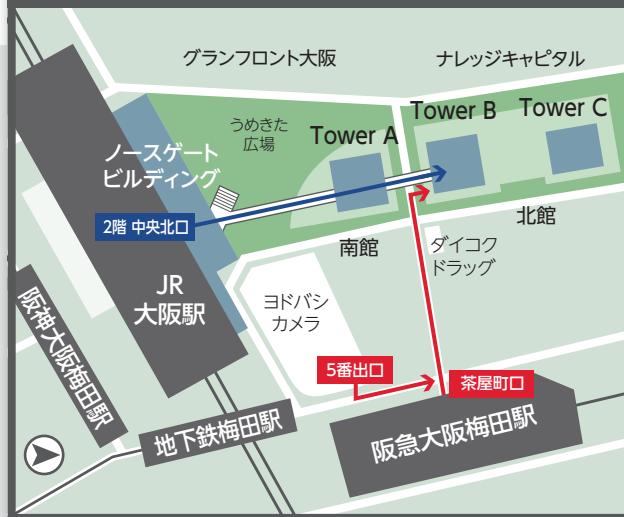 グランフロント大阪
ナレッジキャピタル
うめきた
広場
Tower A
Tower B
Tower C
ノースゲート
ビルディング
2階 中央北口
南館
北館
ダイコク
ドラッグ
JR
大阪駅
ヨドバシ
カメラ
阪神大阪梅田駅
5番出口
茶屋町口
地下鉄梅田駅
阪急大阪梅田駅